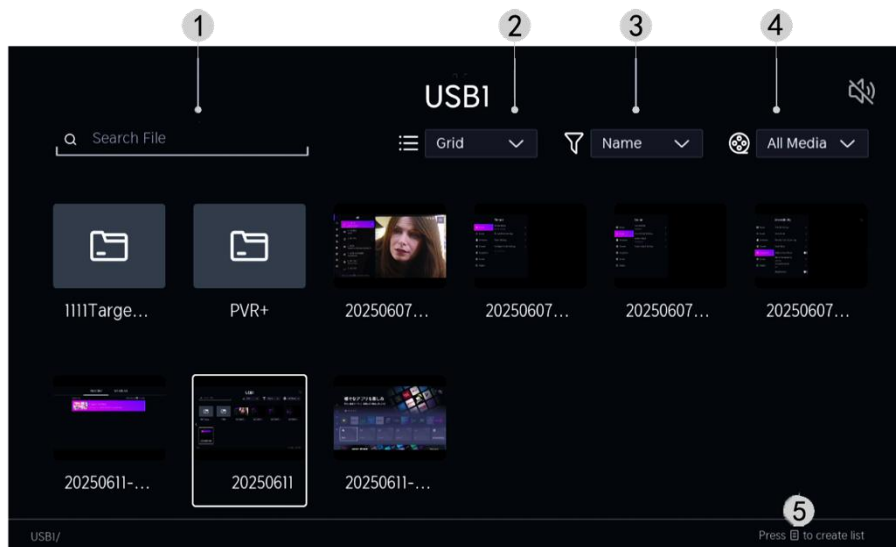 1
2
3
4
USB1
Search File
Grid
Name
All Media
1111Targe...
PVR+
20250607...
20250607...
20250607...
20250607...
20250611-...
20250611
20250611-...
5
USB1/
Press to create list